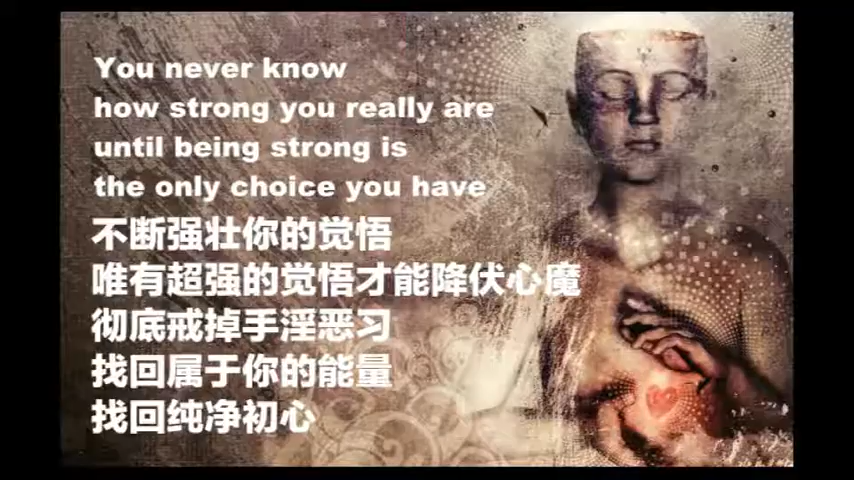 You never know
how strong you really are
until being strong is
the only choice you have
不断强壮你的觉悟
唯有超强的觉悟才能降伏心魔
彻底戒掉手淫恶习
找回属于你的能量
找回纯净初心